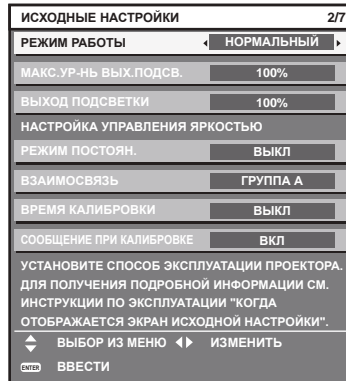 ИСХОДНЫЕ НАСТРОЙКИ 2/7
РЕЖИМ РАБОТЫ НОРМАЛЬНЫЙ
МАКС.УР-НЬ ВЫХ.ПОДСВ. 100%
ВЫХОД ПОДСВЕТКИ 100%
НАСТРОЙКА УПРАВЛЕНИЯ ЯРКОСТЬЮ
РЕЖИМ ПОСТОЯН. ВЫКЛ
ВЗАИМОСВЯЗЬ ГРУППА A
ВРЕМЯ КАЛИБРОВКИ ВЫКЛ
СООБЩЕНИЕ ПРИ КАЛИБРОВКЕ ВКЛ
УСТАНОВИТЕ СПОСОБ ЭКСПЛУАТАЦИИ ПРОЕКТОРА.
ДЛЯ ПОЛУЧЕНИЯ ПОДРОБНОЙ ИНФОРМАЦИИ СМ.
ИНСТРУКЦИИ ПО ЭКСПЛУАТАЦИИ "КОГДА
ОТОБРАЖАЕТСЯ ЭКРАН ИСХОДНОЙ НАСТРОЙКИ".
ВЫБОР ИЗ МЕНЮ ИЗМЕНИТЬ
ENTER ВВЕСТИ